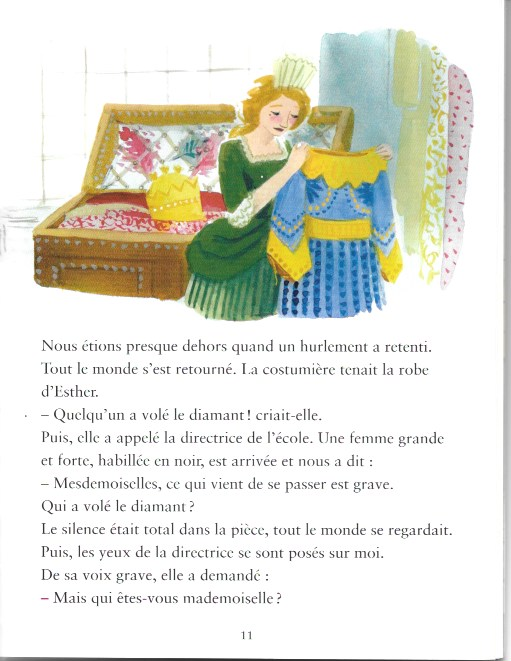 Nous étions presque dehors quand un hurlement a retenti.
Tout le monde s'est retourné. La costumière tenait la robe
d'Esther.
– Quelqu'un a volé le diamant ! criait-elle.
Puis, elle a appelé la directrice de l'école. Une femme grande
et forte, habillée en noir, est arrivée et nous a dit :
– Mesdemoiselles, ce qui vient de se passer est grave.
Qui a volé le diamant ?
Le silence était total dans la pièce, tout le monde se regardait.
Puis, les yeux de la directrice se sont posés sur moi.
De sa voix grave, elle a demandé :
– Mais qui êtes-vous mademoiselle ?
11